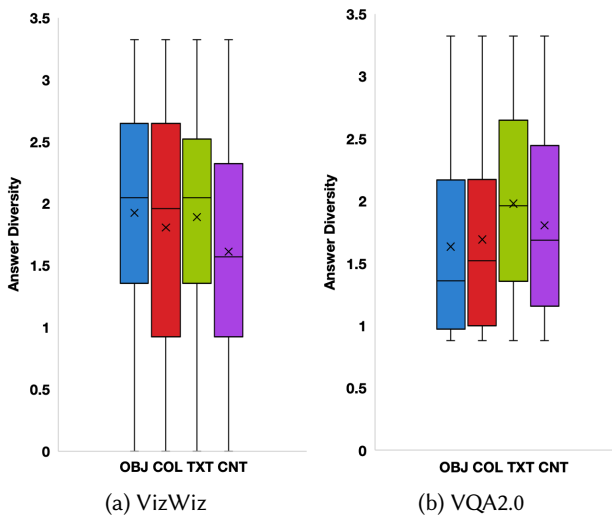 3.5
3
2.5
2
1.5
1
0.5
0
Answer Diversity
OBJ COL TXT CNT
(a) VizWiz
3.5
3
2.5
2
1.5
1
0.5
0
Answer Diversity
OBJ COL TXT CNT
(b) VQA2.0